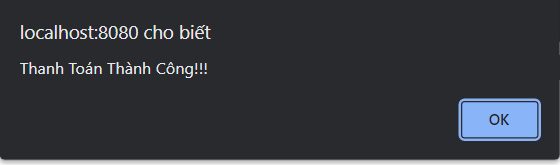 localhost:8080 cho biết
Thanh Toán Thành Công!!!
OK